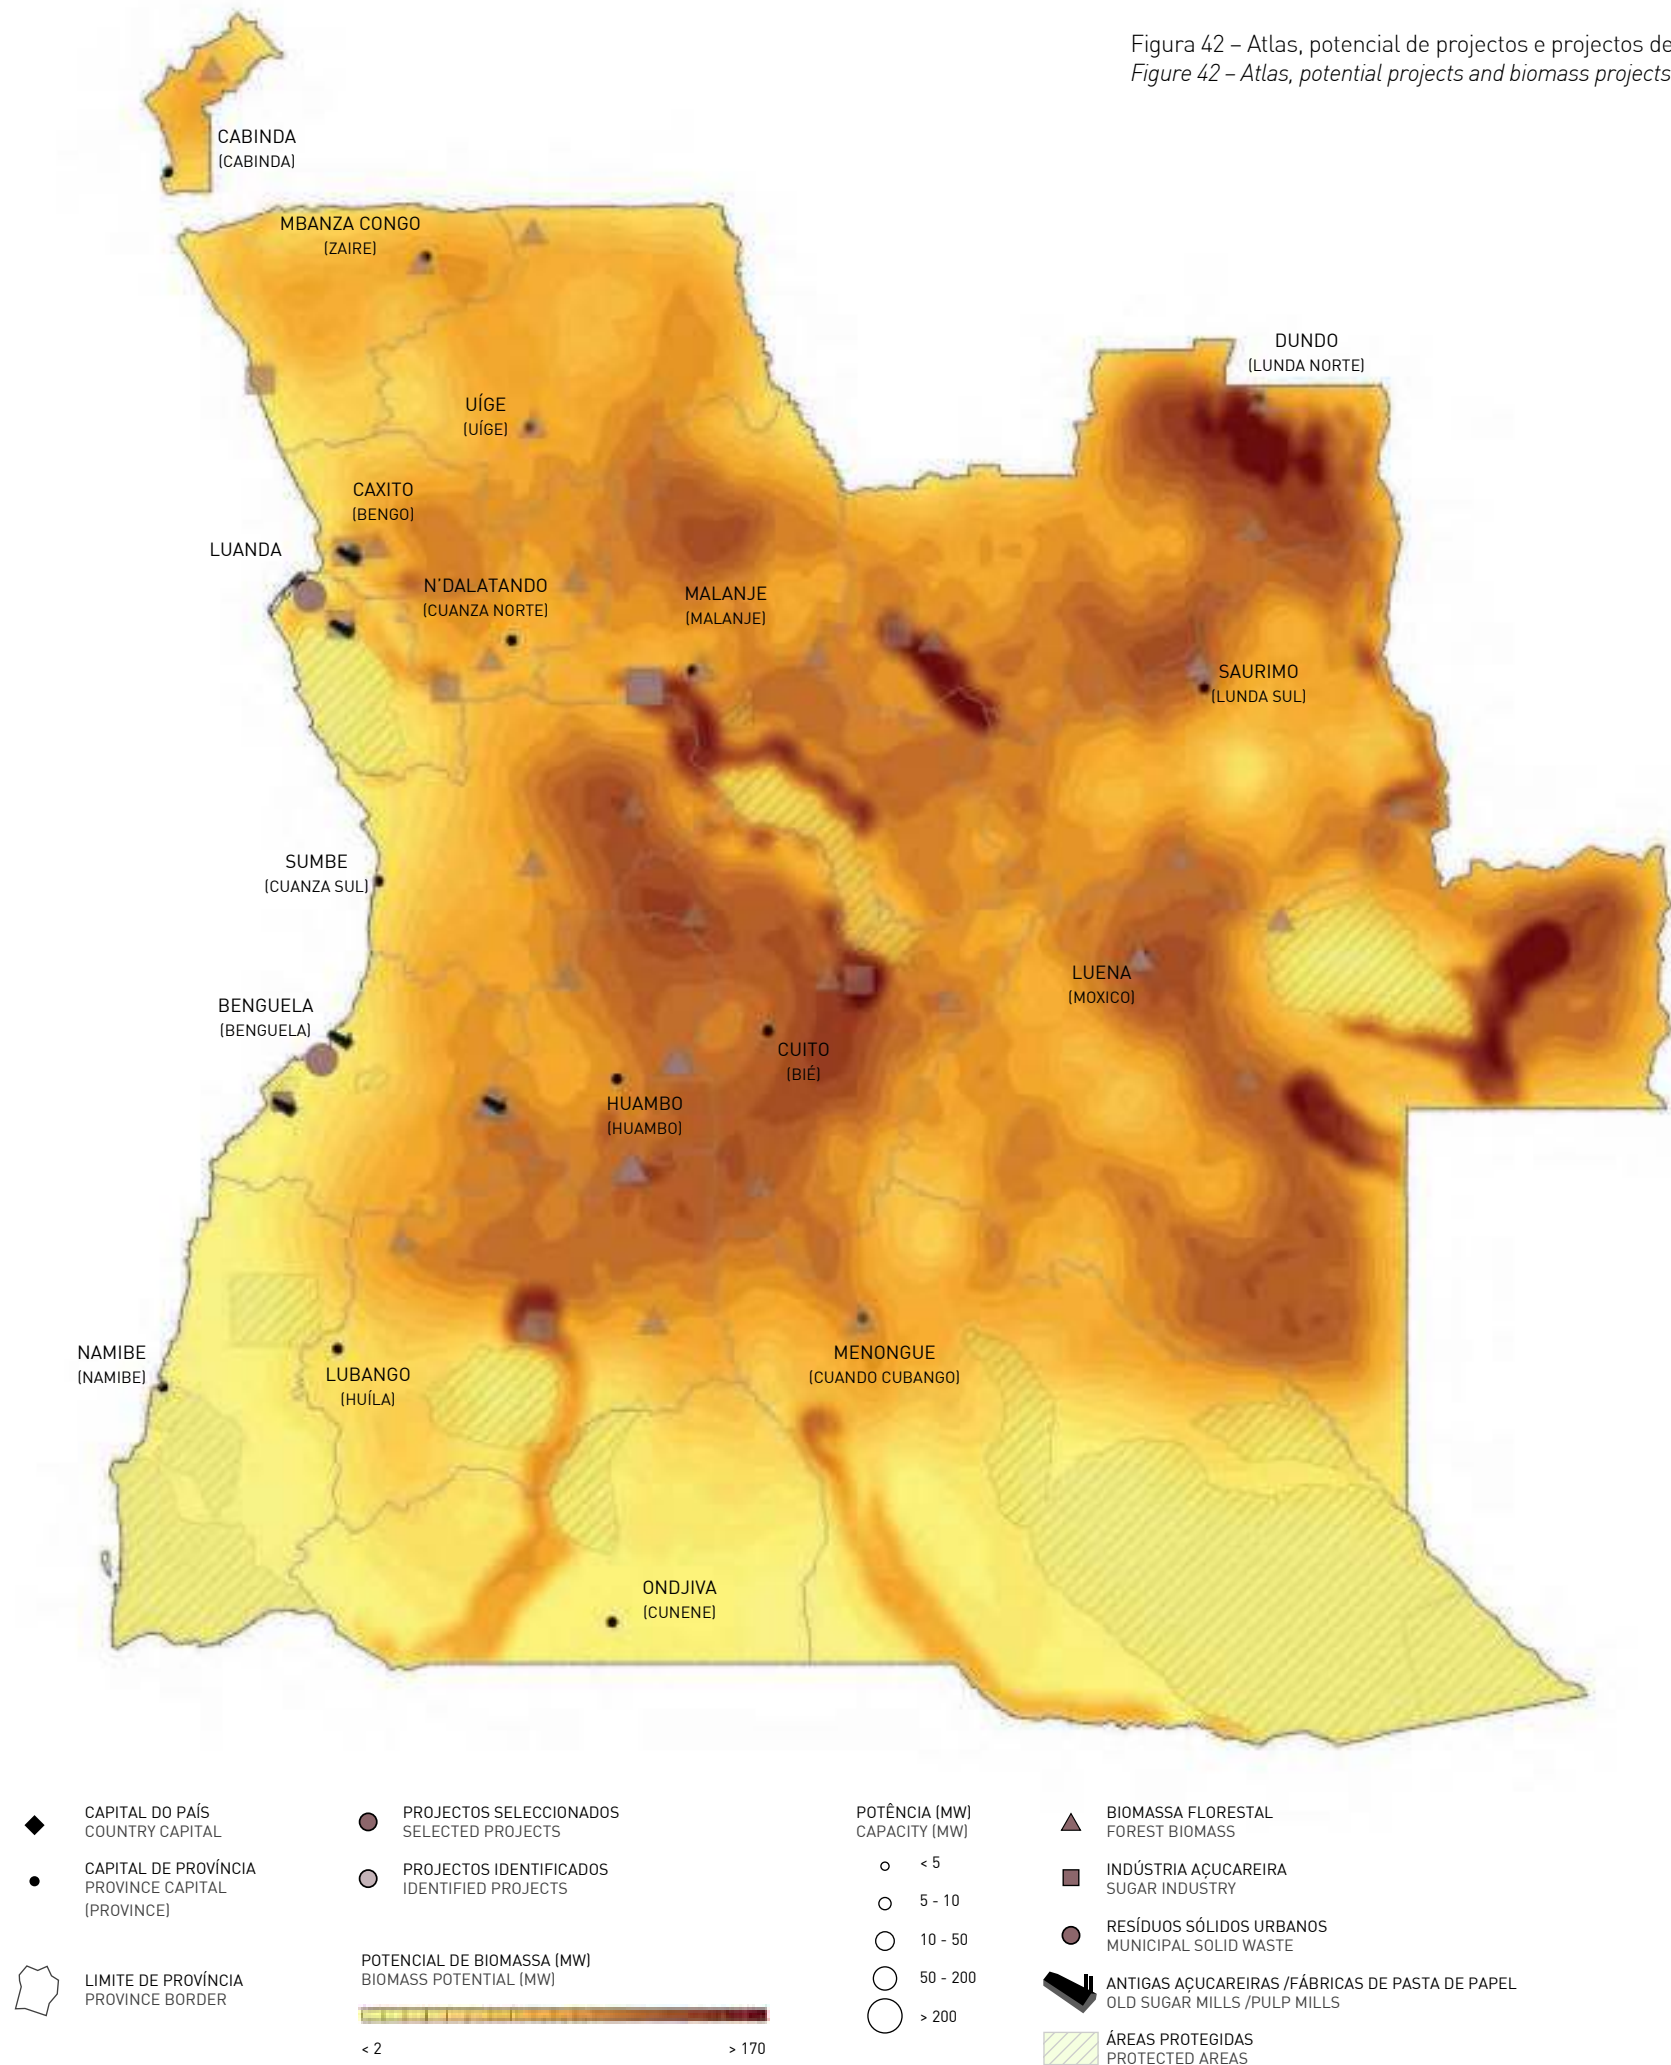 Figura 42 – Atlas, potencial de projectos e projectos de
Figure 42 – Atlas, potential projects and biomass projects
CABINDA
(CABINDA)
MBANZA CONGO
(ZAIRE)
DUNDO
(LUNDA NORTE)
UÍGE
(UÍGE)
CAXITO
(BENGO)
LUANDA
N'DALATANDO
(CUANZA NORTE)
MALANJE
(MALANJE)
SAURIMO
(LUNDA SUL)
SUMBE
(CUANZA SUL)
LUENA
(MOXICO)
BENGUELA
(BENGUELA)
CUITO
(BIÉ)
HUAMBO
(HUAMBO)
NAMIBE
(NAMIBE)
LUBANGO
(HUÍLA)
MENONGUE
(CUANDO CUBANGO)
ONDJIVA
(CUNENE)
CAPITAL DO PAÍS
COUNTRY CAPITAL
CAPITAL DE PROVÍNCIA
PROVINCE CAPITAL
(PROVINCE)
LIMITE DE PROVÍNCIA
PROVINCE BORDER
PROJECTOS SELECCIONADOS
SELECTED PROJECTS
PROJECTOS IDENTIFICADOS
IDENTIFIED PROJECTS
POTENCIAL DE BIOMASSA (MW)
BIOMASS POTENTIAL (MW)
< 2
> 170
POTÊNCIA (MW)
CAPACITY (MW)
< 5
5 - 10
10 - 50
50 - 200
> 200
BIOMASSA FLORESTAL
FOREST BIOMASS
INDÚSTRIA AÇUCAREIRA
SUGAR INDUSTRY
RESÍDUOS SÓLIDOS URBANOS
MUNICIPAL SOLID WASTE
ANTIGAS AÇUCAREIRAS /FÁBRICAS DE PASTA DE PAPEL
OLD SUGAR MILLS /PULP MILLS
ÁREAS PROTEGIDAS
PROTECTED AREAS